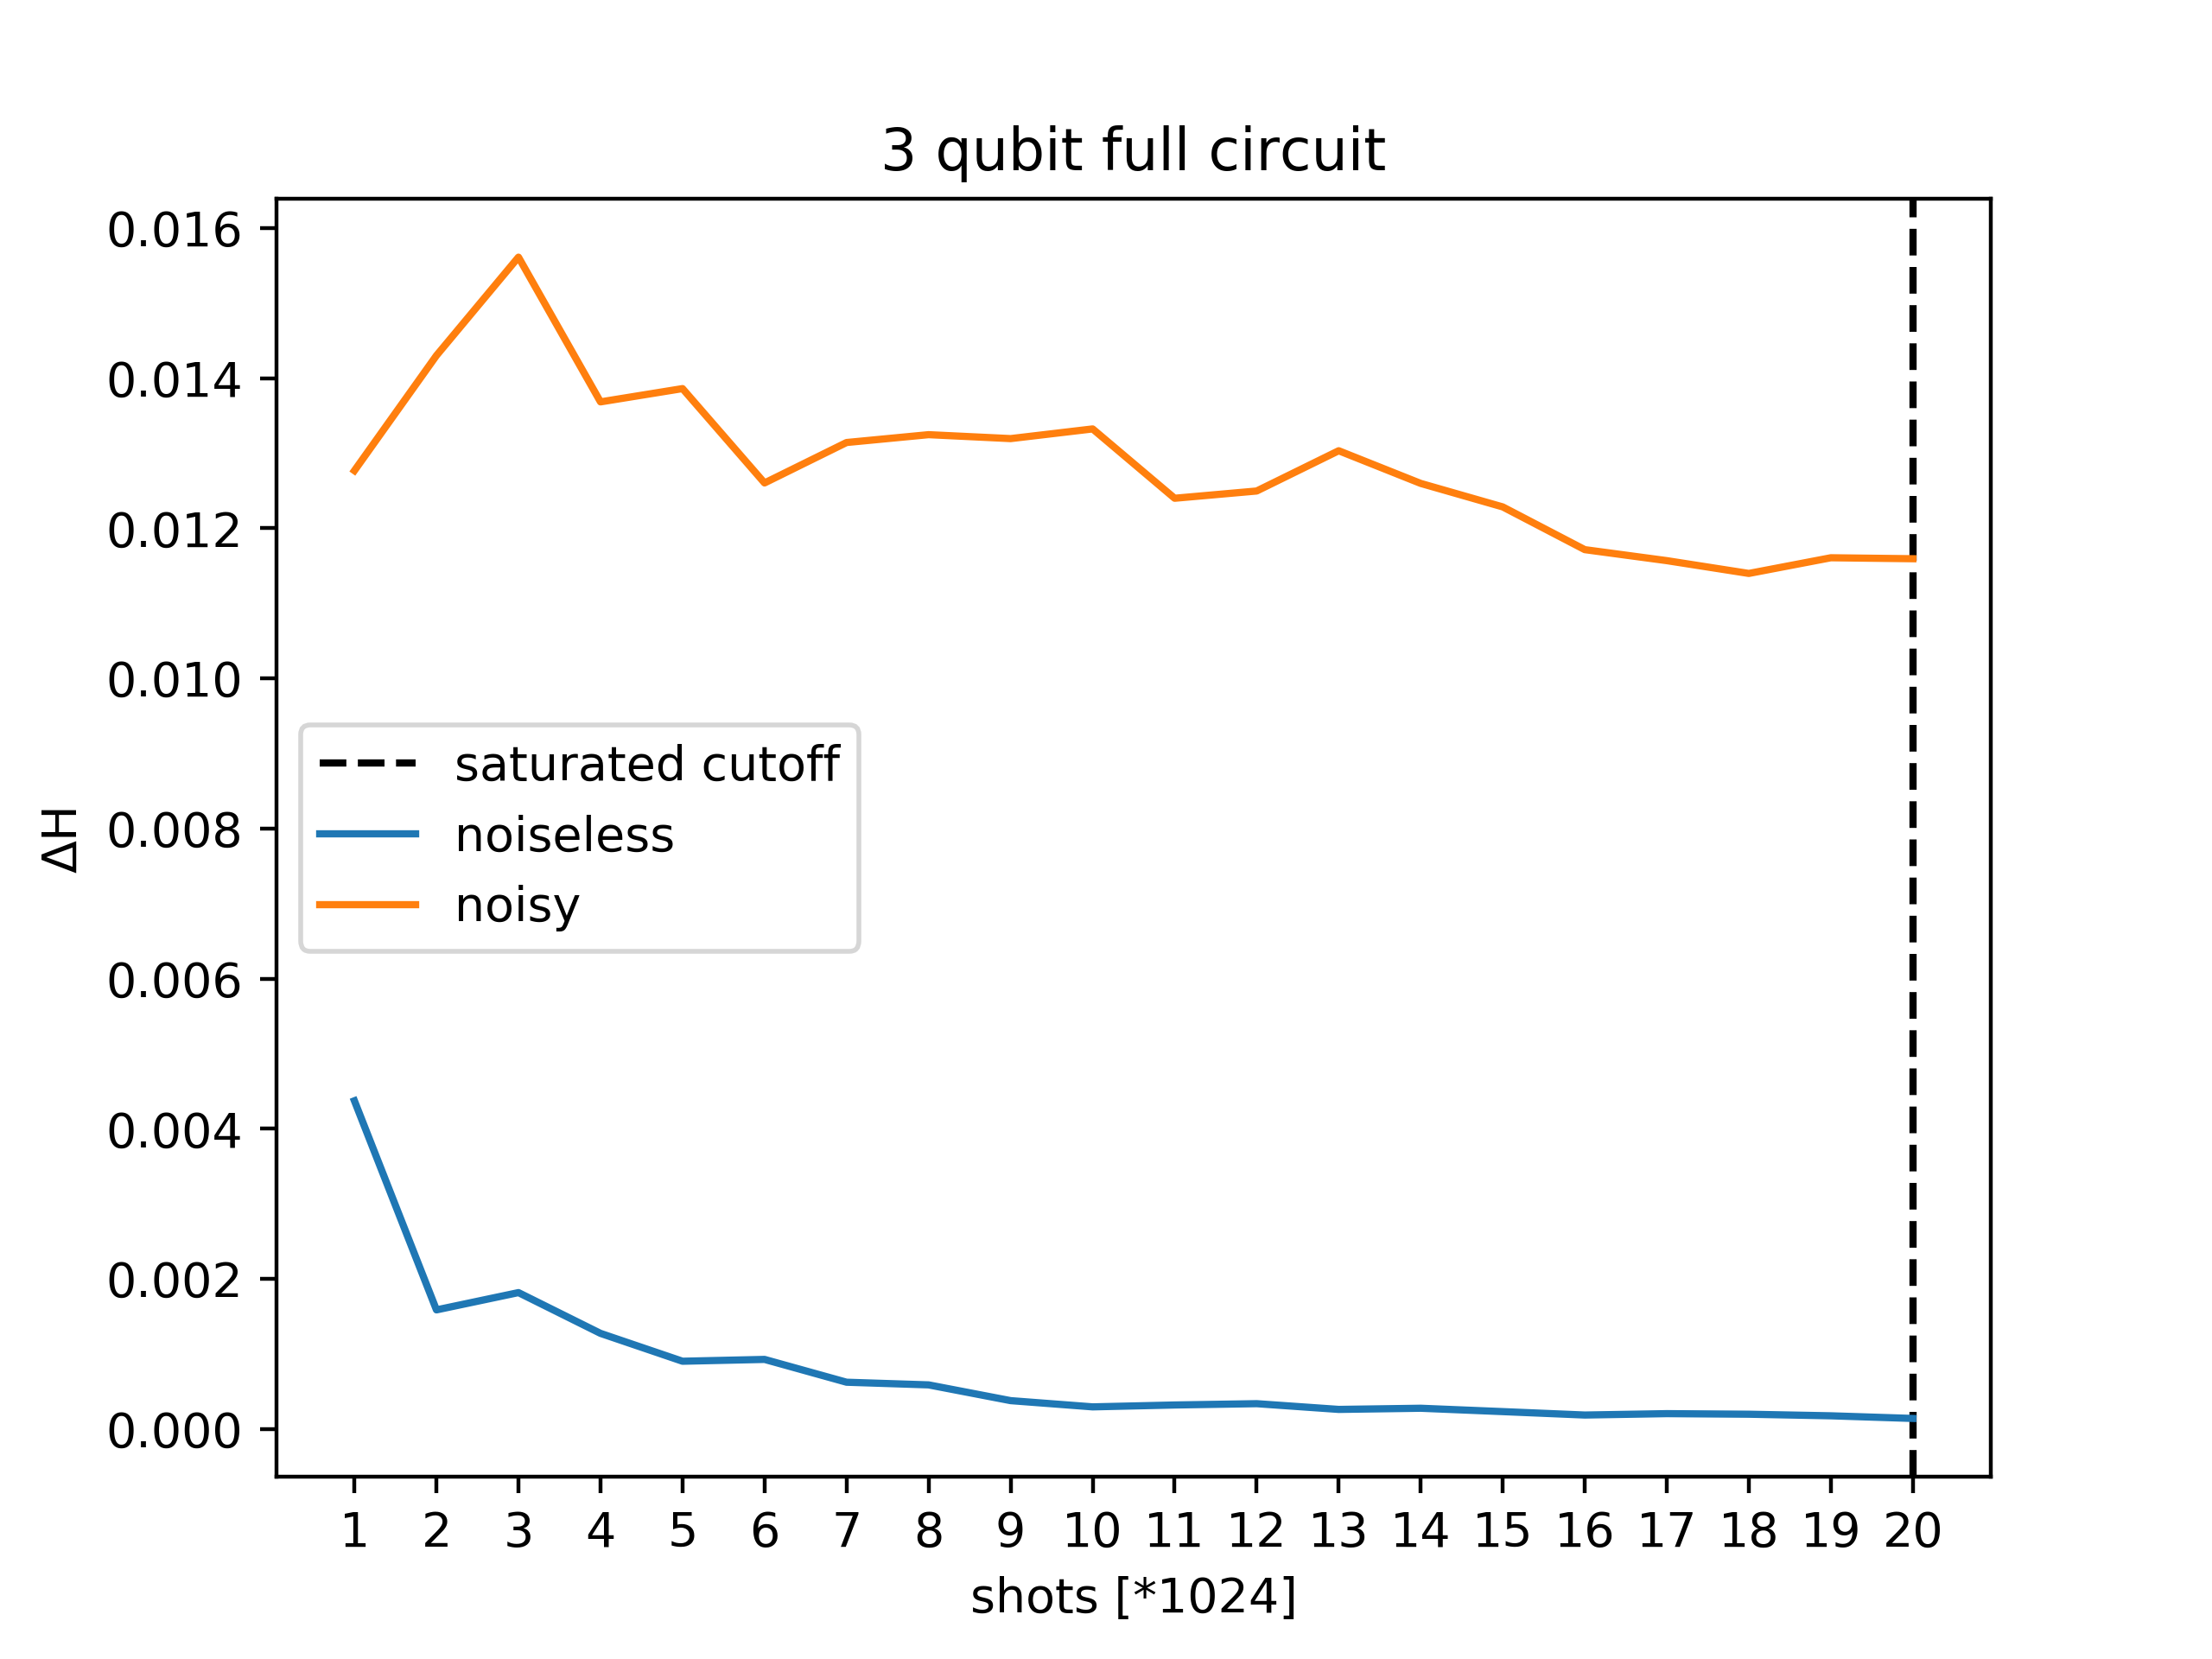 3 qubit full circuit
0.016
0.014
0.012
0.010
0.008
0.006
0.004
0.002
0.000
ΔH
saturated cutoff
noiseless
noisy
1 2 3 4 5 6 7 8 9 10 11 12 13 14 15 16 17 18 19 20
shots [*1024]